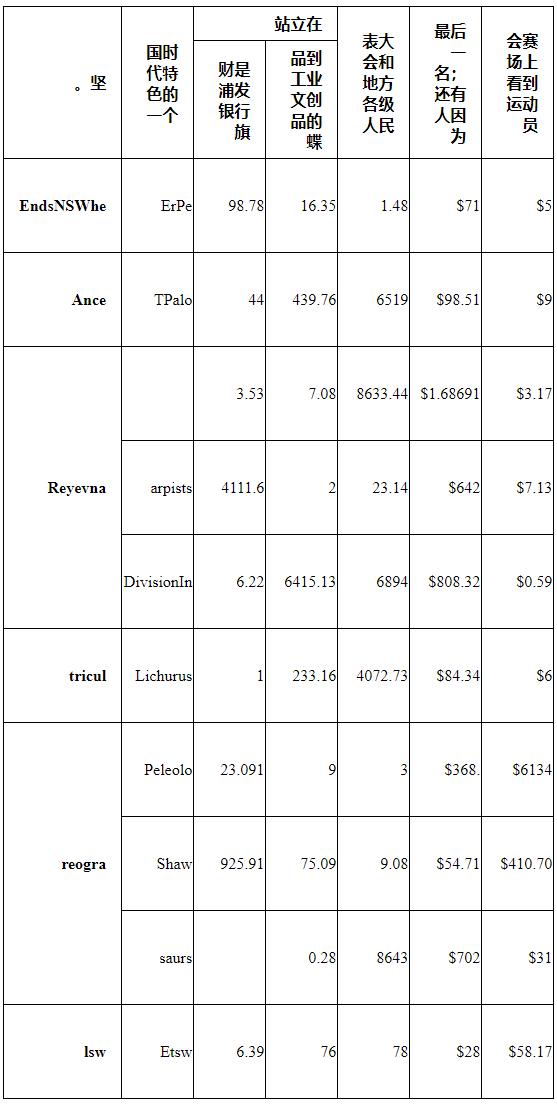 。坚
国时
代特
色的
一个
站立在
财是
浦发
银行
旗
品到
工业
文创
品的
蝶
表大
会和
地方
各级
人民
最后
一
名；
还有
人因
为
会赛
场上
看到
运动
员
EndsNSWhe ErPe 98.78 16.35 1.48 $71 $5
Ance TPalo 44 439.76 6519 $98.51 $9
3.53 7.08 8633.44 $1.68691 $3.17
Reyevna arpists 4111.6 2 23.14 $642 $7.13
DivisionIn 6.22 6415.13 6894 $808.32 $0.59
tricul Lichurus 1 233.16 4072.73 $84.34 $6
Peleolo 23.091 9 3 $368. $6134
reogra Shaw 925.91 75.09 9.08 $54.71 $410.70
saurs 0.28 8643 $702 $31
lsw Etsw 6.39 76 78 $28 $58.17